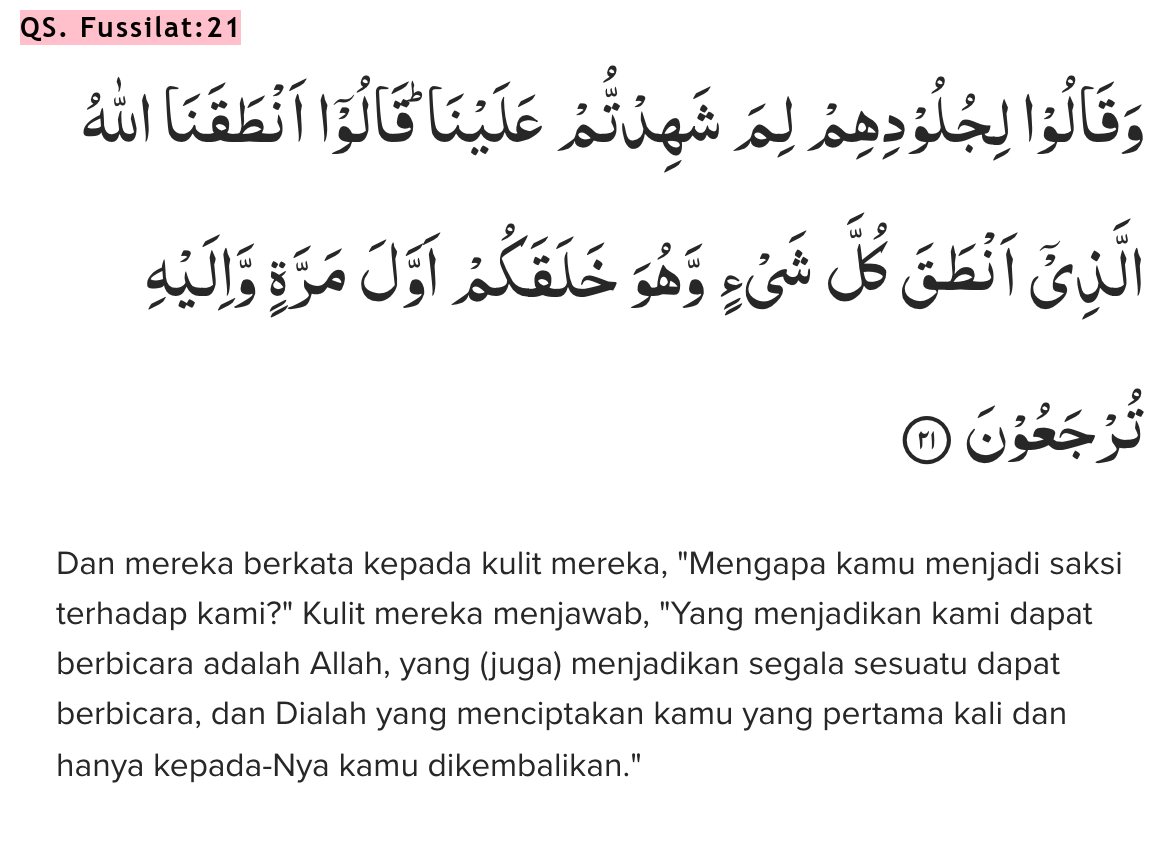 QS. Fussilat:21
وَقَالُوْا لِجُلُوْدِهِمْ لِمَ شَهِدْتُّمْ عَلَيْنَا ۗقَالُوْٓا اَنْطَقَنَا اللّٰهُ
الَّذِيْٓ اَنْطَقَ كُلَّ شَيْءٍ وَّهُوَ خَلَقَكُمْ اَوَّلَ مَرَّةٍ وَّاِلَيْهِ
تُرْجَعُوْنَ ٢١
Dan mereka berkata kepada kulit mereka, "Mengapa kamu menjadi saksi
terhadap kami?" Kulit mereka menjawab, "Yang menjadikan kami dapat
berbicara adalah Allah, yang (juga) menjadikan segala sesuatu dapat
berbicara, dan Dialah yang menciptakan kamu yang pertama kali dan
hanya kepada-Nya kamu dikembalikan."